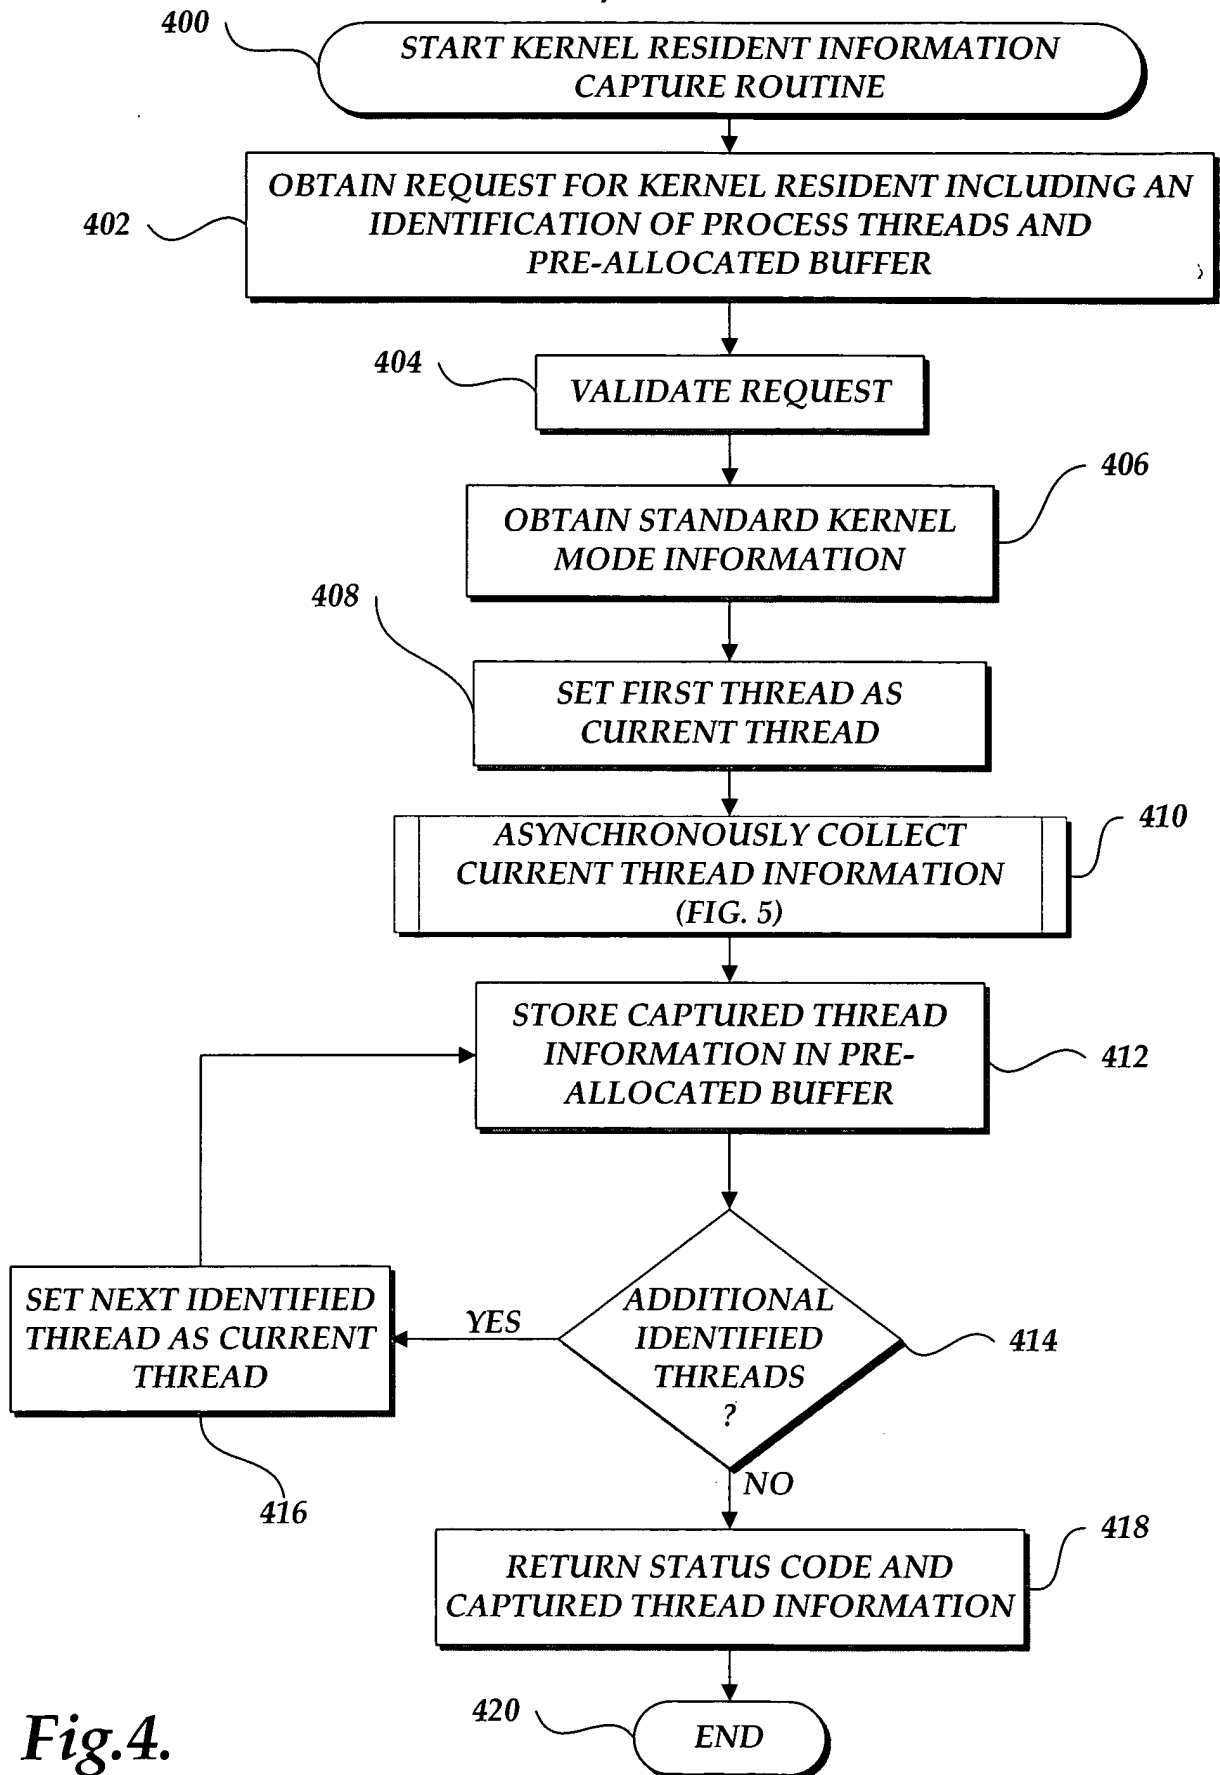 400
START KERNEL RESIDENT INFORMATION
CAPTURE ROUTINE
402
OBTAIN REQUEST FOR KERNEL RESIDENT INCLUDING AN
IDENTIFICATION OF PROCESS THREADS AND
PRE-ALLOCATED BUFFER
404
VALIDATE REQUEST
406
OBTAIN STANDARD KERNEL
MODE INFORMATION
408
SET FIRST THREAD AS
CURRENT THREAD
410
ASYNCHRONOUSLY COLLECT
CURRENT THREAD INFORMATION
(FIG. 5)
STORE CAPTURED THREAD
INFORMATION IN PRE-
ALLOCATED BUFFER
412
ADDITIONAL
IDENTIFIED
THREADS
?
414
YES
SET NEXT IDENTIFIED
THREAD AS CURRENT
THREAD
416
NO
418
RETURN STATUS CODE AND
CAPTURED THREAD INFORMATION
420
END
Fig.4.